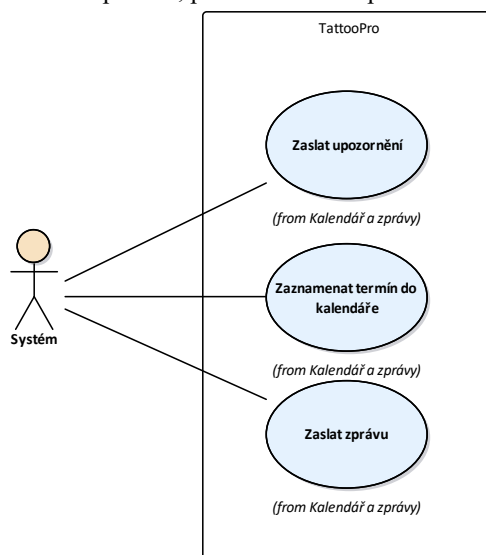 TattooPro
Zaslat upozornění
(from Kalendář a zprávy)
Zaznamenat termín do
kalendáře
Systém
(from Kalendář a zprávy)
Zaslat zprávu
(from Kalendář a zprávy)